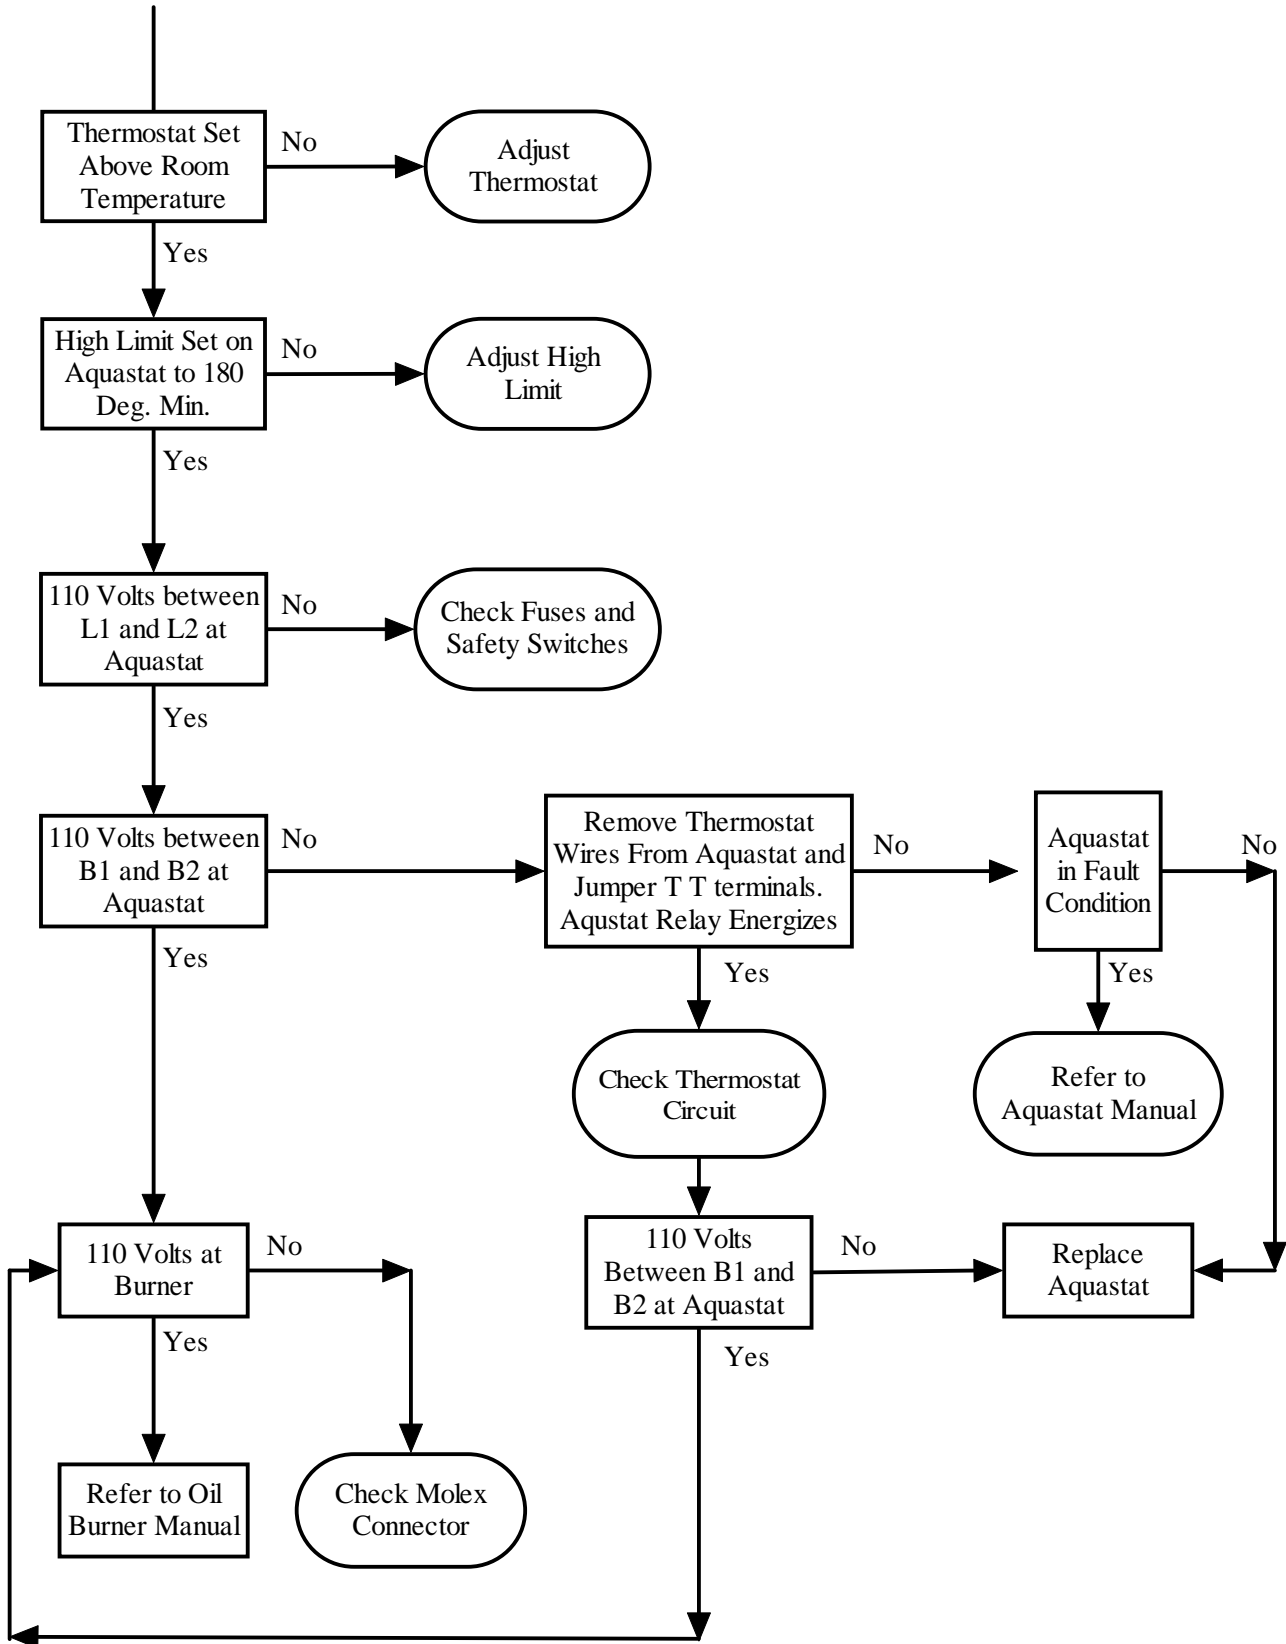 Thermostat Set
Above Room
Temperature
No
Adjust
Thermostat
Yes
High Limit Set on
Aquastat to 180
Deg. Min.
No
Adjust High
Limit
Yes
110 Volts between
L1 and L2 at
Aquastat
No
Check Fuses and
Safety Switches
Yes
110 Volts between
B1 and B2 at
Aquastat
No
Remove Thermostat
Wires From Aquastat and
Jumper T T terminals.
Aqustat Relay Energizes
No
Aquastat
in Fault
Condition
No
Yes
Yes
Yes
Check Thermostat
Circuit
Refer to
Aquastat Manual
110 Volts at
Burner
No
110 Volts
Between B1 and
B2 at Aquastat
No
Replace
Aquastat
Yes
Yes
Refer to Oil
Burner Manual
Check Molex
Connector